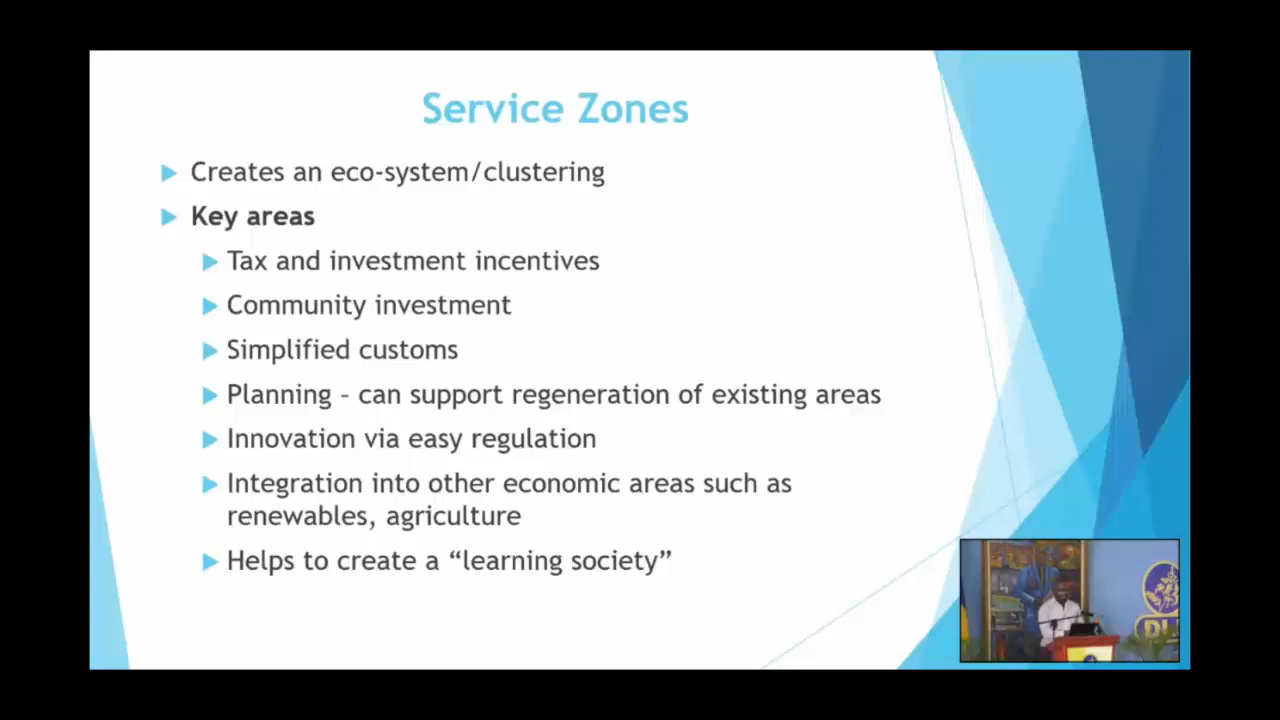 Service Zones
Creates an eco-system/clustering
Key areas
Tax and investment incentives
Community investment
Simplified customs
Planning – can support regeneration of existing areas
Innovation via easy regulation
Integration into other economic areas such as
renewables, agriculture
Helps to create a “learning society”